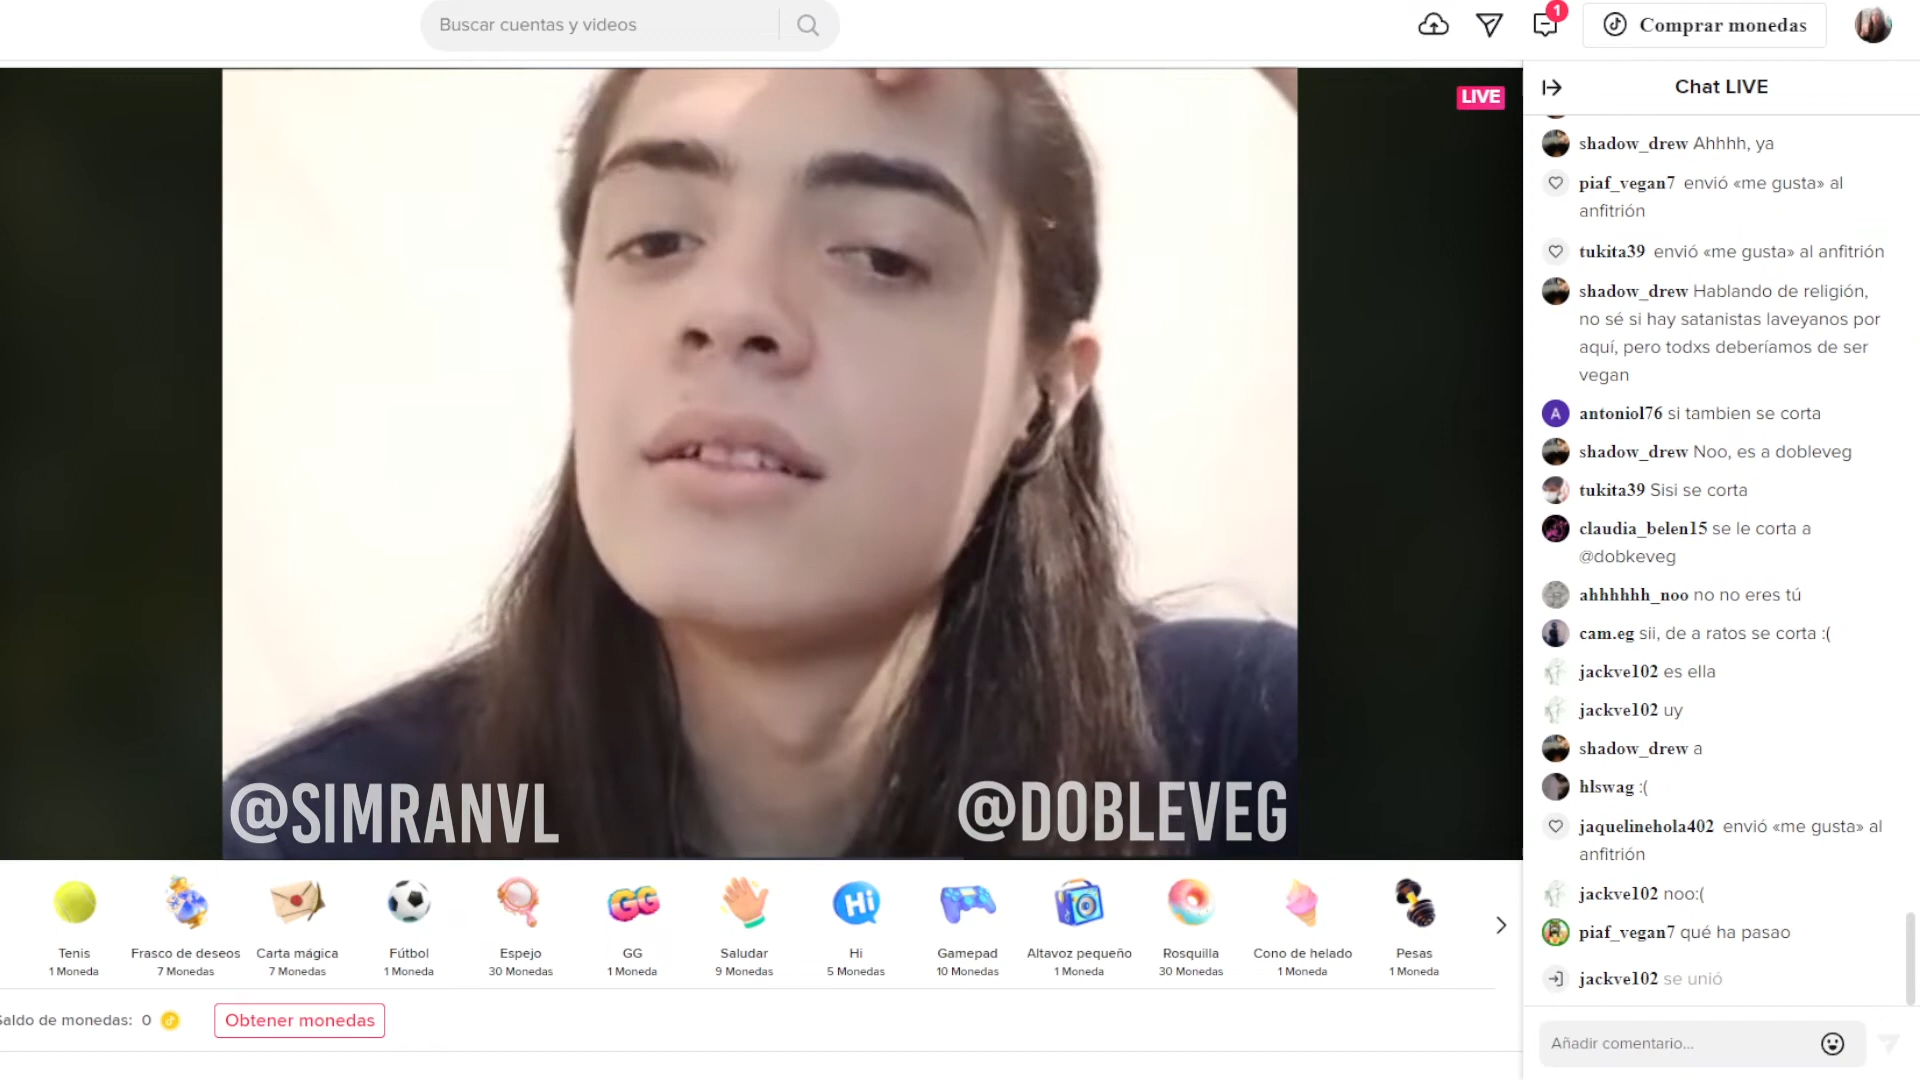 Buscar cuentas y videos
1
Comprar monedas
LIVE
Chat LIVE
shadow_drew Ahhhh, ya
piaf_vegan7 envió «me gusta» al
anfitrión
tukita39 envió «me gusta» al anfitrión
shadow_drew Hablando de religión,
no sé si hay satanistas laveyanos por
aquí, pero todxs deberíamos de ser
vegan
A antoniol76 si tambien se corta
shadow_drew Noo, es a dobleveg
tukita39 Sisi se corta
claudia_belen15 se le corta a
@dobkeveg
ahhhhhh_noo no no eres tú
cam.eg sii, de a ratos se corta :(
jackve102 es ella
jackve102 uy
shadow_drew a
hlswag :(
jaquelinehola402 envió «me gusta» al
anfitrión
jackve102 noo:(
piaf_vegan7 qué ha pasao
jackve102 se unió
Añadir comentario...
@SIMRANVL
@DOBLEVEG
GG
Hi
Tenis
1 Moneda
Frasco de deseos
7 Monedas
Carta mágica
7 Monedas
Fútbol
1 Moneda
Espejo
30 Monedas
GG
1 Moneda
Saludar
9 Monedas
Hi
5 Monedas
Gamepad
10 Monedas
Altavoz pequeño
1 Moneda
Rosquilla
30 Monedas
Cono de helado
1 Moneda
Pesas
1 Moneda
Saldo de monedas: 0
Obtener monedas